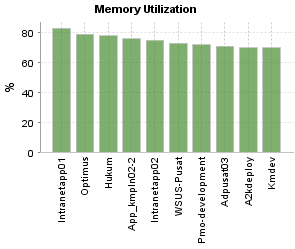 Memory Utilization
%
80
60
40
20
0
Intranetapp01
Optimus
Hukum
App_kmpln02-2
Intranetapp02
WSUS-Pusat
Pmo-development
Adpusat03
A2kdeploy
Kmdev